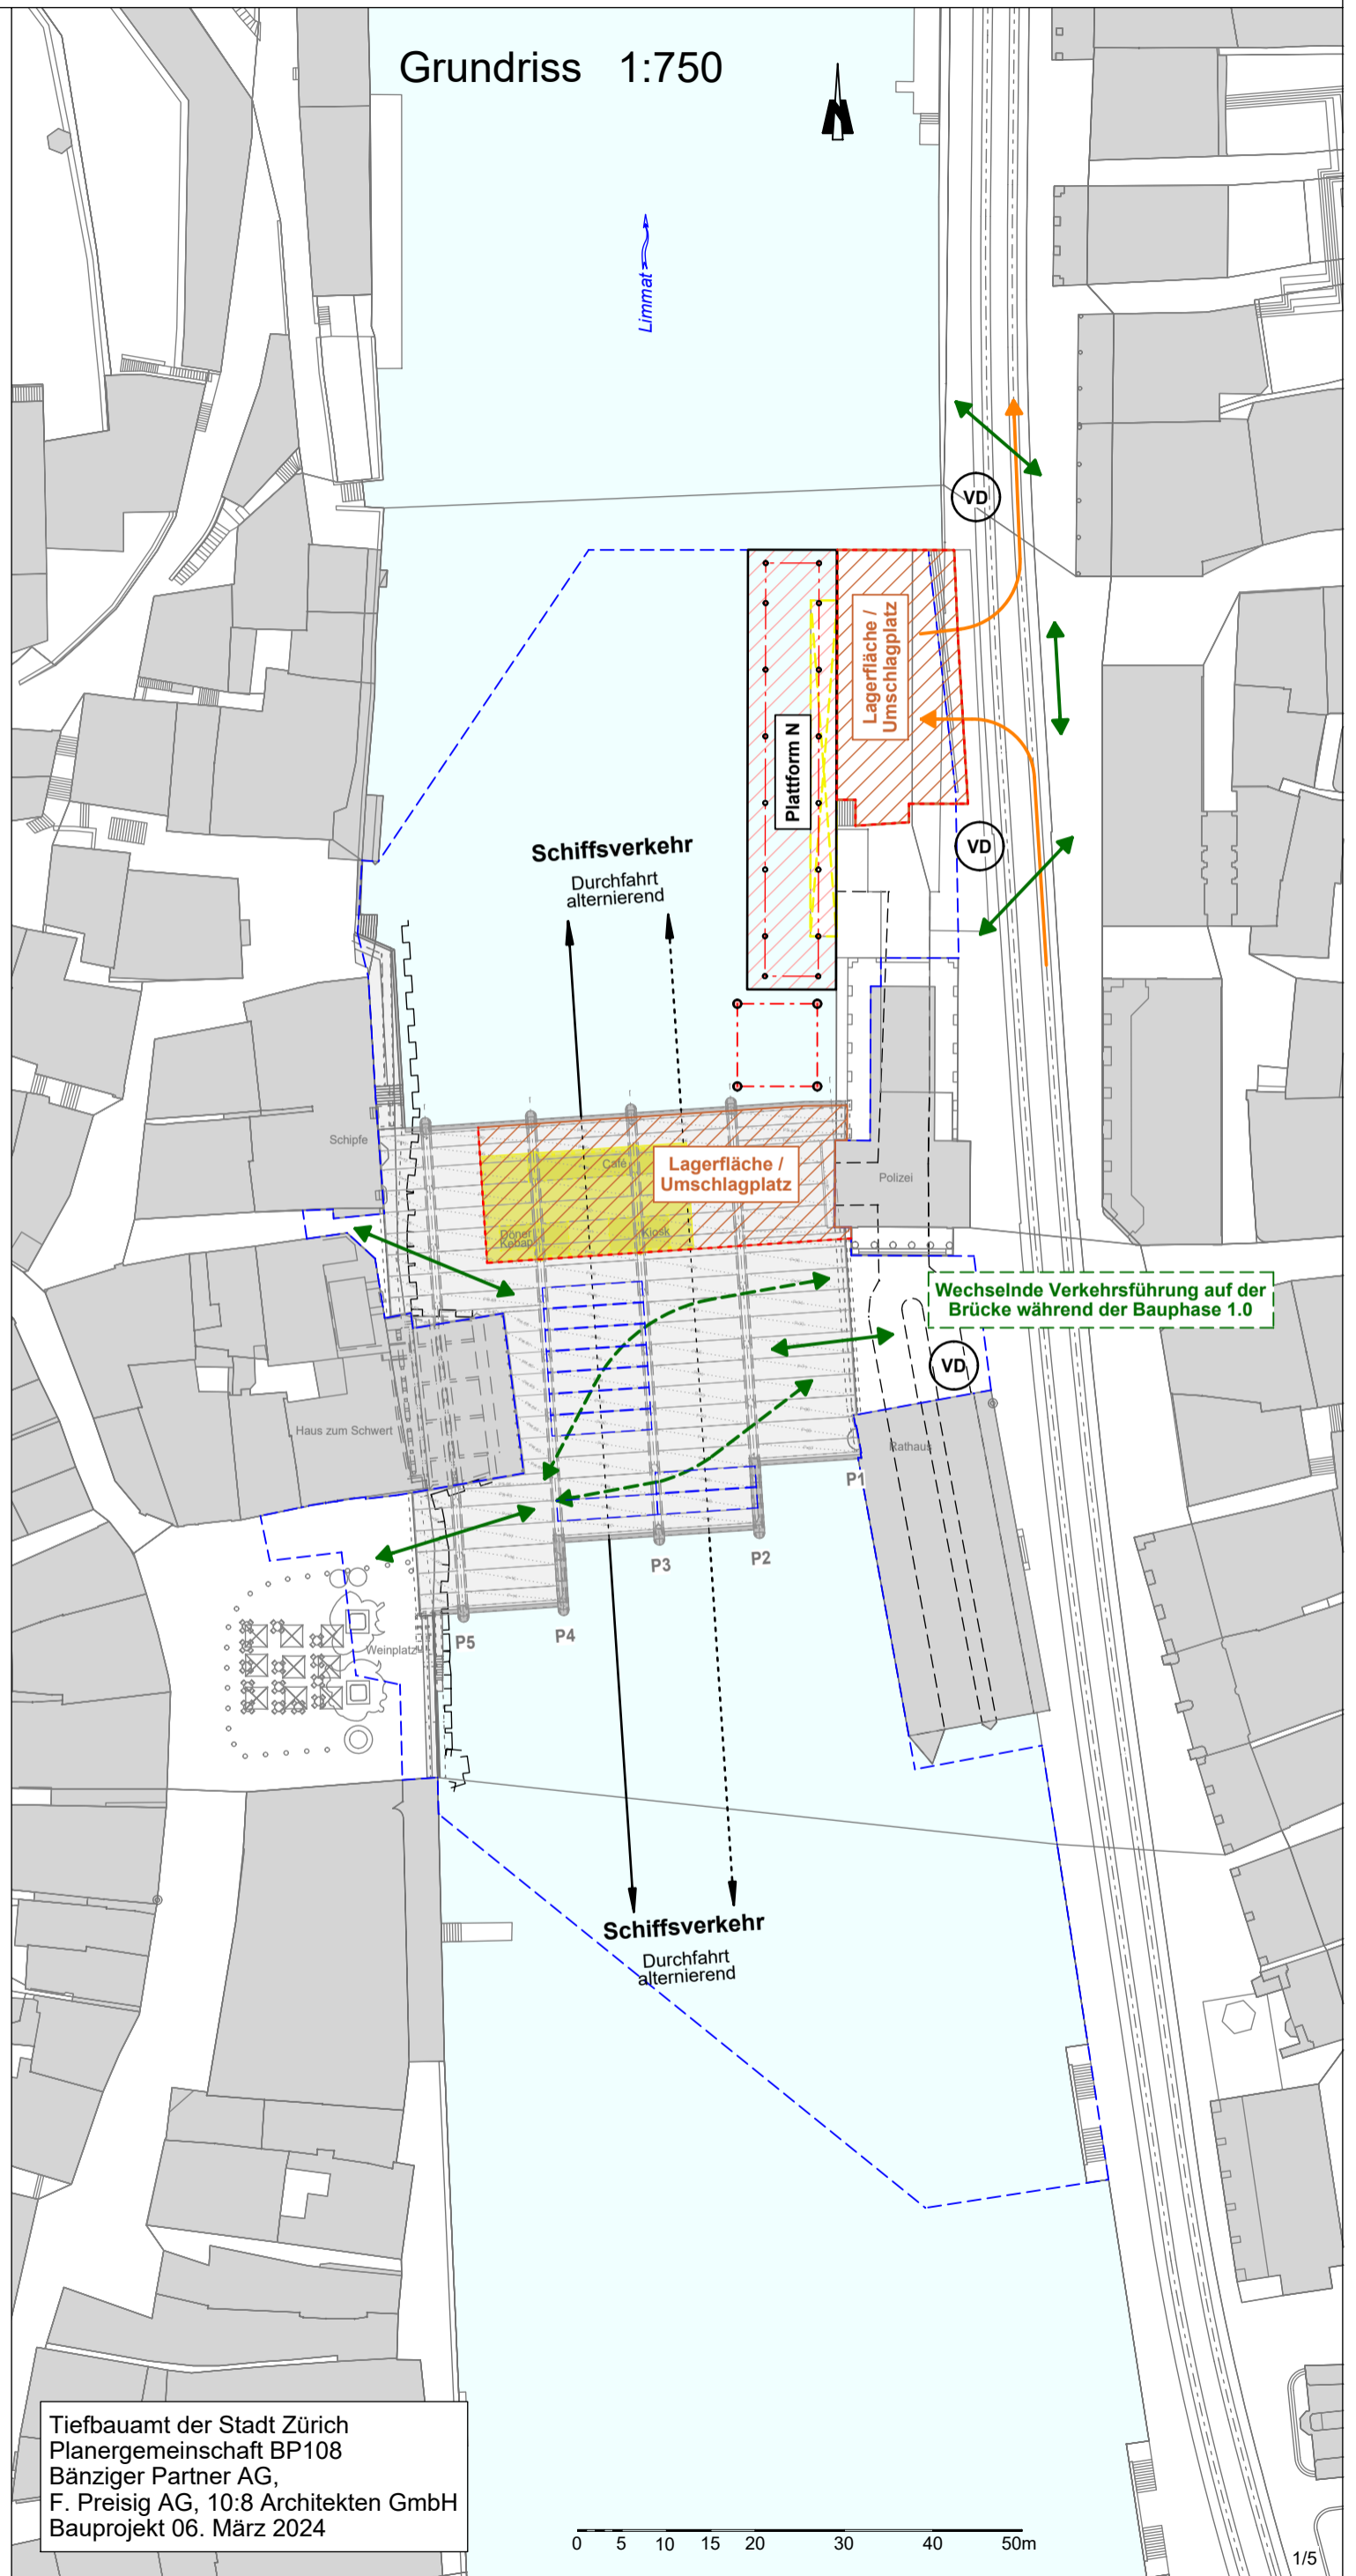 Grundriss 1:750
N
Limmat
VD
Lagerfläche /
Umschlagplatz
Plattform N
VD
Schiffsverkehr
Durchfahrt
alternierend
Schipfe
Café
Lagerfläche /
Umschlagplatz
Polizei
Döner
Kebap
Kiosk
Wechselnde Verkehrsführung auf der
Brücke während der Bauphase 1.0
VD
Haus zum Schwert
Rathaus
P1
P2
P3
P4
P5
Weinplatz
Schiffsverkehr
Durchfahrt
alternierend
Tiefbauamt der Stadt Zürich
Planergemeinschaft BP108
Bänziger Partner AG,
F. Preisig AG, 10:8 Architekten GmbH
Bauprojekt 06. März 2024
0 5 10 15 20 30 40 50m
1/5